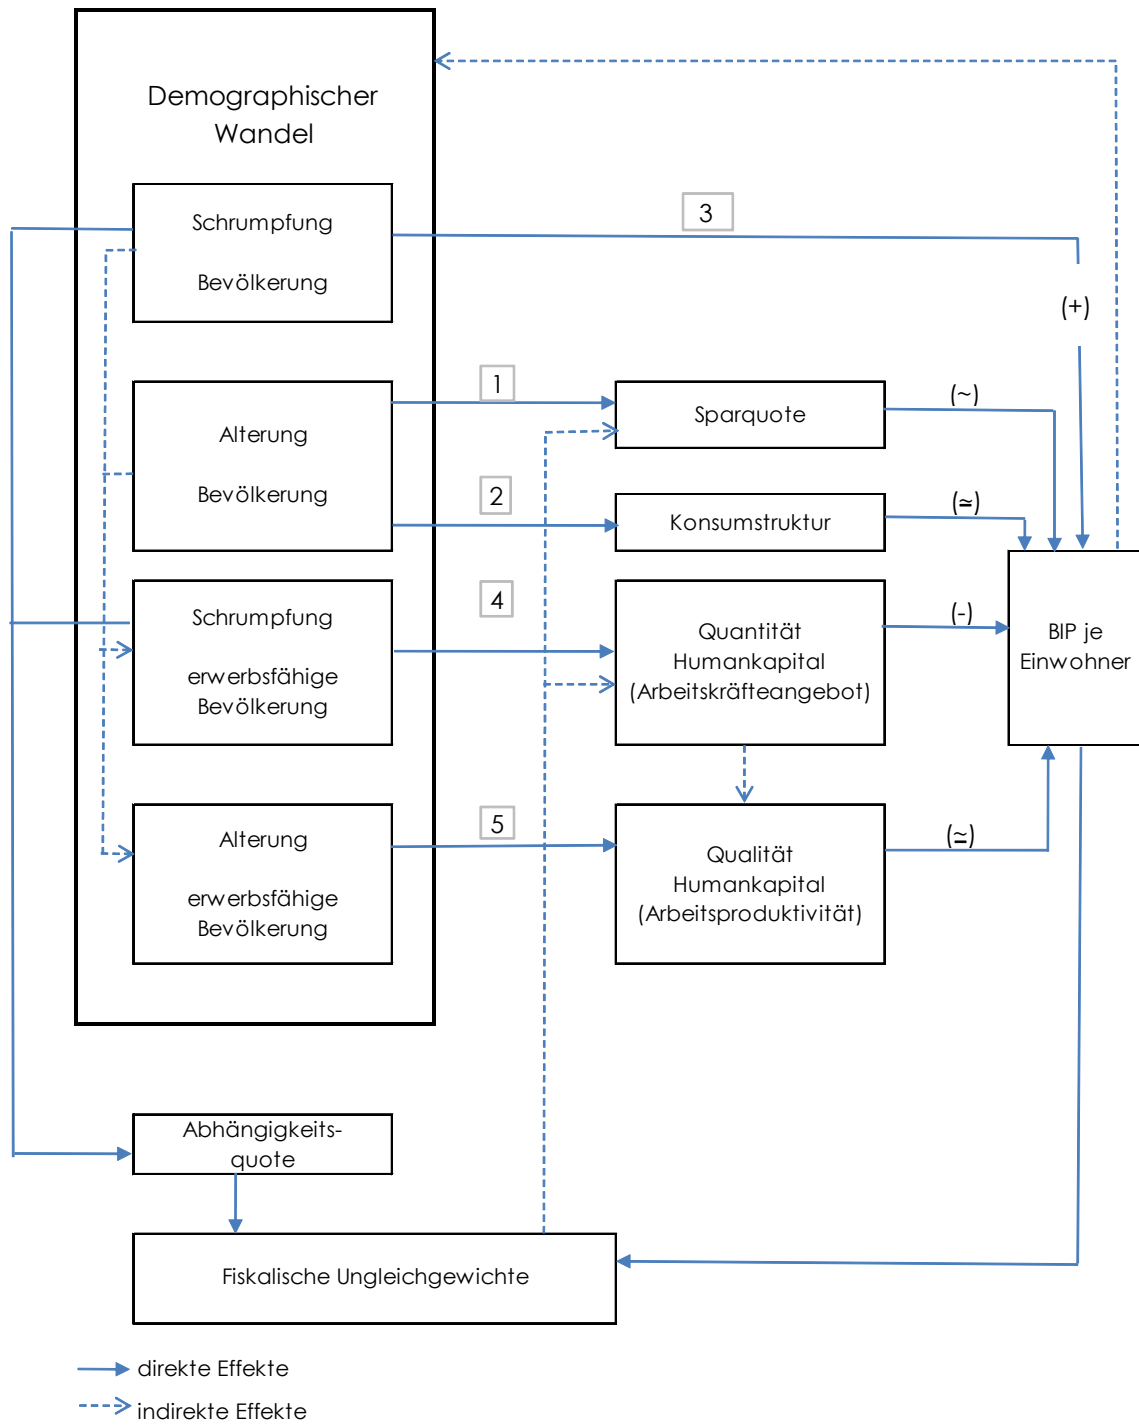 Demographischer
Wandel
Schrumpfung
Bevölkerung
3
(+)
Alterung
Bevölkerung
1
Sparquote
(~)
2
Konsumstruktur
(≃)
Schrumpfung
erwerbsfähige
Bevölkerung
4
Quantität
Humankapital
(Arbeitskräfteangebot)
(-)
BIP je
Einwohner
Alterung
erwerbsfähige
Bevölkerung
5
Qualität
Humankapital
(Arbeitsproduktivität)
(≃)
Abhängigkeits-
quote
Fiskalische Ungleichgewichte
direkte Effekte
indirekte Effekte